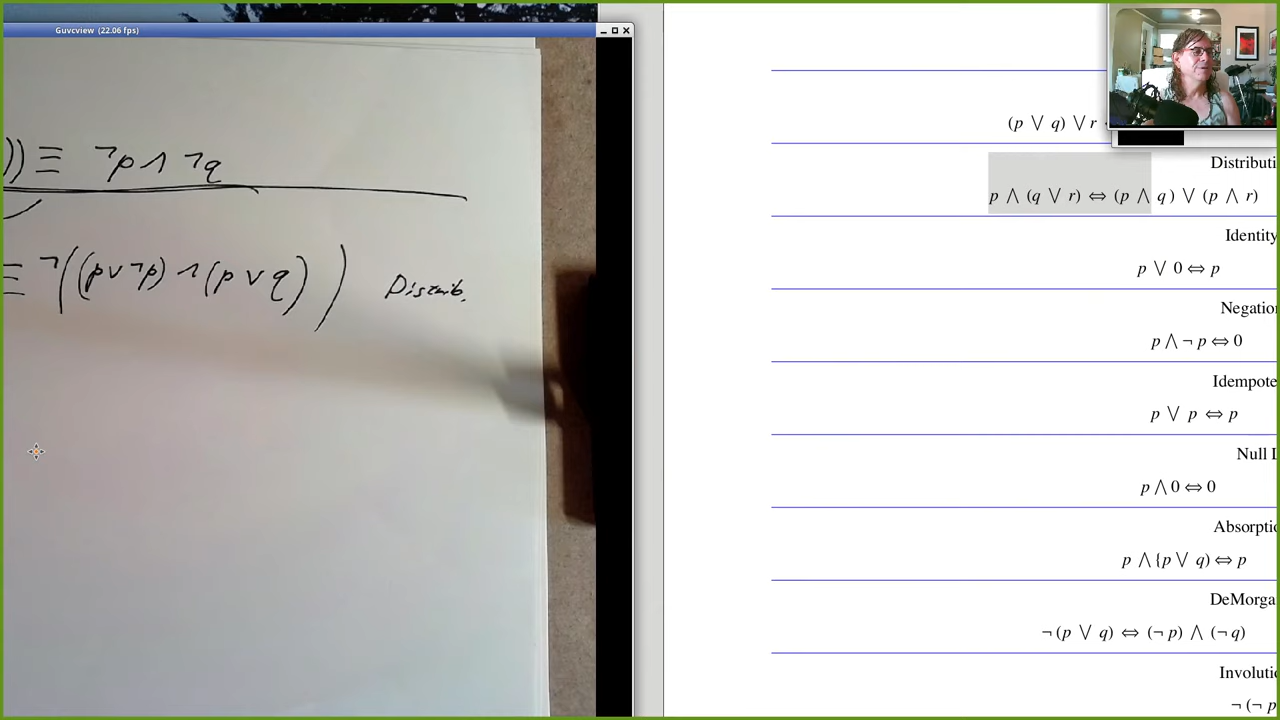 Guvcview (22.06 fps)
)) ≡ ¬p ∧ ¬q
≡ ¬((p ∨ ¬p) ∧ (p ∨ q)) Distrib.
(p ∨ q) ∨ r
Distributi
p ∧ (q ∨ r) ⇔ (p ∧ q ) ∨ (p ∧ r)
Identity
p ∨ 0 ⇔ p
Negation
p ∧ ¬ p ⇔ 0
Idempote
p ∨ p ⇔ p
Null L
p ∧ 0 ⇔ 0
Absorptio
p ∧ {p ∨ q) ⇔ p
DeMorga
¬ (p ∨ q) ⇔ (¬ p) ∧ (¬ q)
Involutio
¬ (¬ p